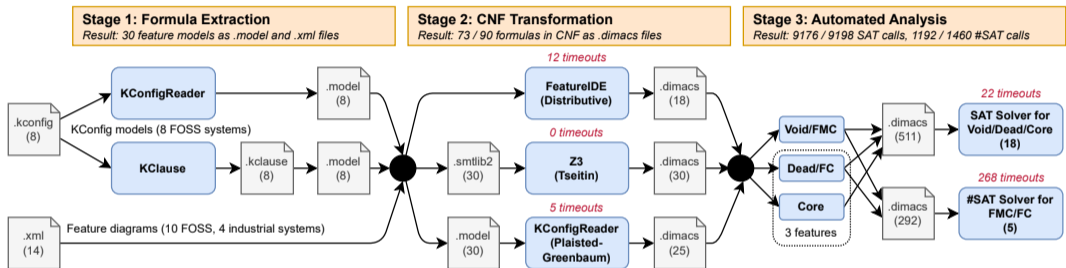 Stage 1: Formula Extraction
Result: 30 feature models as .model and .xml files
Stage 2: CNF Transformation
Result: 73 / 90 formulas in CNF as .dimacs files
Stage 3: Automated Analysis
Result: 9176 / 9198 SAT calls, 1192 / 1460 #SAT calls
.kconfig
(8)
KConfigReader
.model
(8)
KConfig models (8 FOSS systems)
KClause
.kclause
(8)
.model
(8)
.xml
(14)
Feature diagrams (10 FOSS, 4 industrial systems)
12 timeouts
FeatureIDE
(Distributive)
.dimacs
(18)
.smtlib2
(30)
0 timeouts
Z3
(Tseitin)
.dimacs
(30)
.model
(30)
5 timeouts
KConfigReader
(Plaisted-
Greenbaum)
.dimacs
(25)
Void/FMC
Dead/FC
Core
3 features
.dimacs
(511)
22 timeouts
SAT Solver for
Void/Dead/Core
(18)
.dimacs
(292)
268 timeouts
#SAT Solver for
FMC/FC
(5)